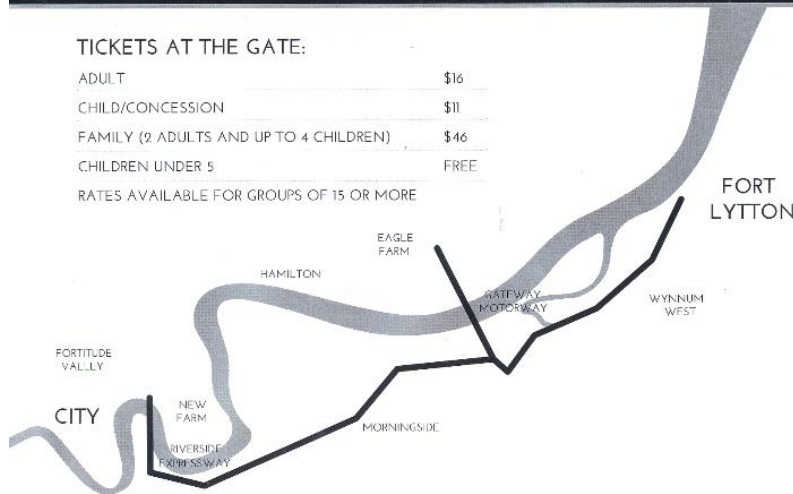 TICKETS AT THE GATE:
ADULT $16
CHILD/CONCESSION $11
FAMILY (2 ADULTS AND UP TO 4 CHILDREN) $46
CHILDREN UNDER 5 FREE
RATES AVAILABLE FOR GROUPS OF 15 OR MORE
FORT
LYTTON
EAGLE
FARM
HAMILTON
GATEWAY
MOTORWAY
WYNNUM
WEST
FORTITUDE
VALLEY
CITY
NEW
FARM
MORNINGSIDE
RIVERSIDE
EXPRESSWAY